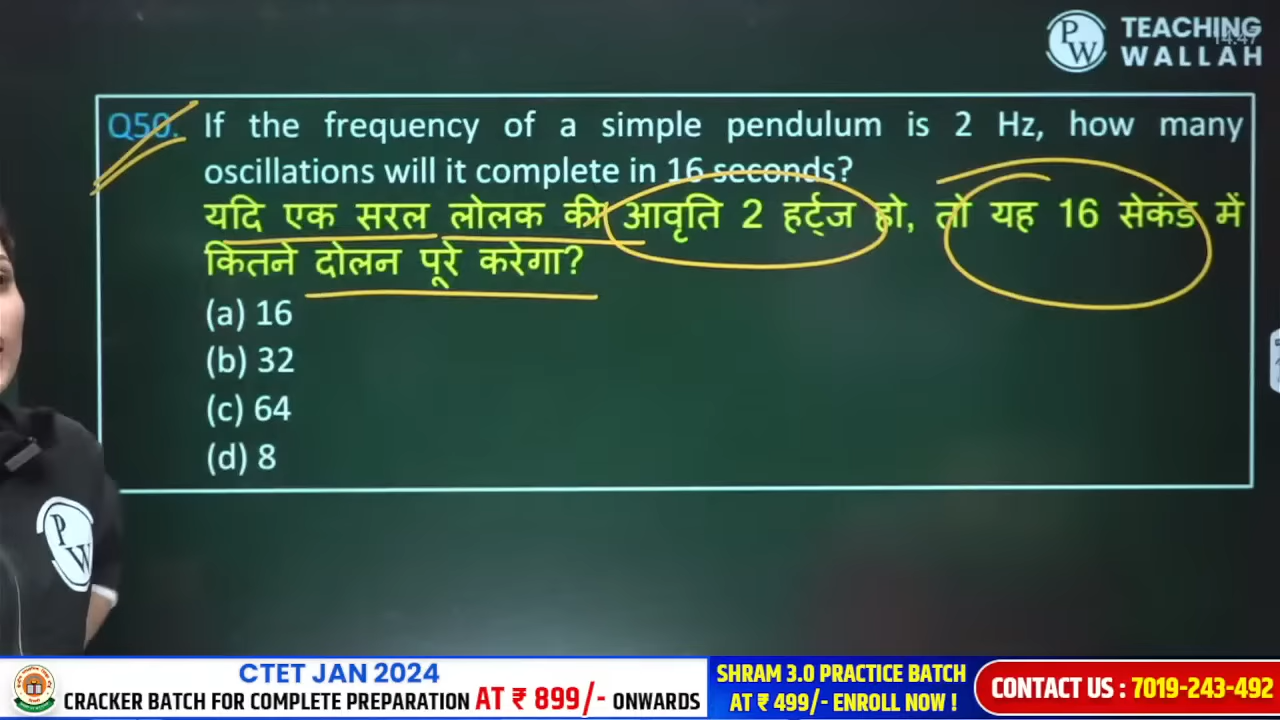 TEACHING
WALLAH
PW
Q50. If the frequency of a simple pendulum is 2 Hz, how many
oscillations will it complete in 16 seconds?
यदि एक सरल लोलक की आवृति 2 हर्ट्ज हो, तो यह 16 सेकंड में
कितने दोलन पूरे करेगा?
(a) 16
(b) 32
(c) 64
(d) 8
PW
CTET JAN 2024
CRACKER BATCH FOR COMPLETE PREPARATION AT ₹ 899/- ONWARDS
SHRAM 3.0 PRACTICE BATCH
AT ₹ 499/- ENROLL NOW !
CONTACT US : 7019-243-492